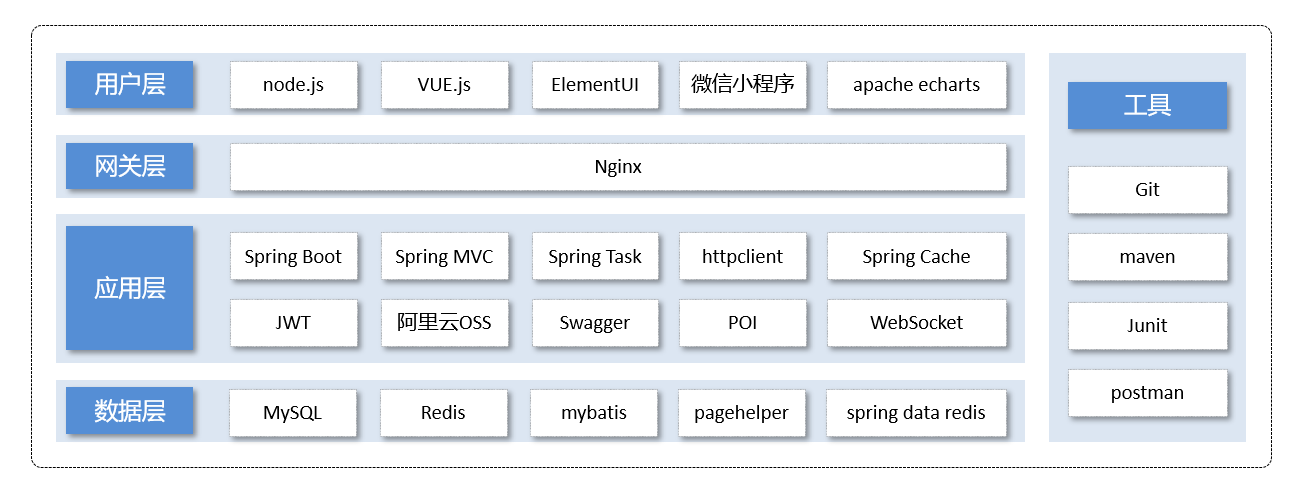 用户层
node.js
VUE.js
ElementUI
微信小程序
apache echarts
网关层
Nginx
应用层
Spring Boot
Spring MVC
Spring Task
httpclient
Spring Cache
JWT
阿里云OSS
Swagger
POI
WebSocket
数据层
MySQL
Redis
mybatis
pagehelper
spring data redis
工具
Git
maven
Junit
postman